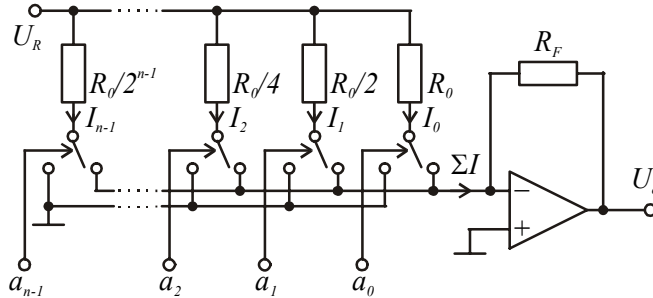 U_R
R_0/2^{n-1}
R_0/4
R_0/2
R_0
R_F
I_{n-1}
I_2
I_1
I_0
ΣI
−
+
a_{n-1}
a_2
a_1
a_0